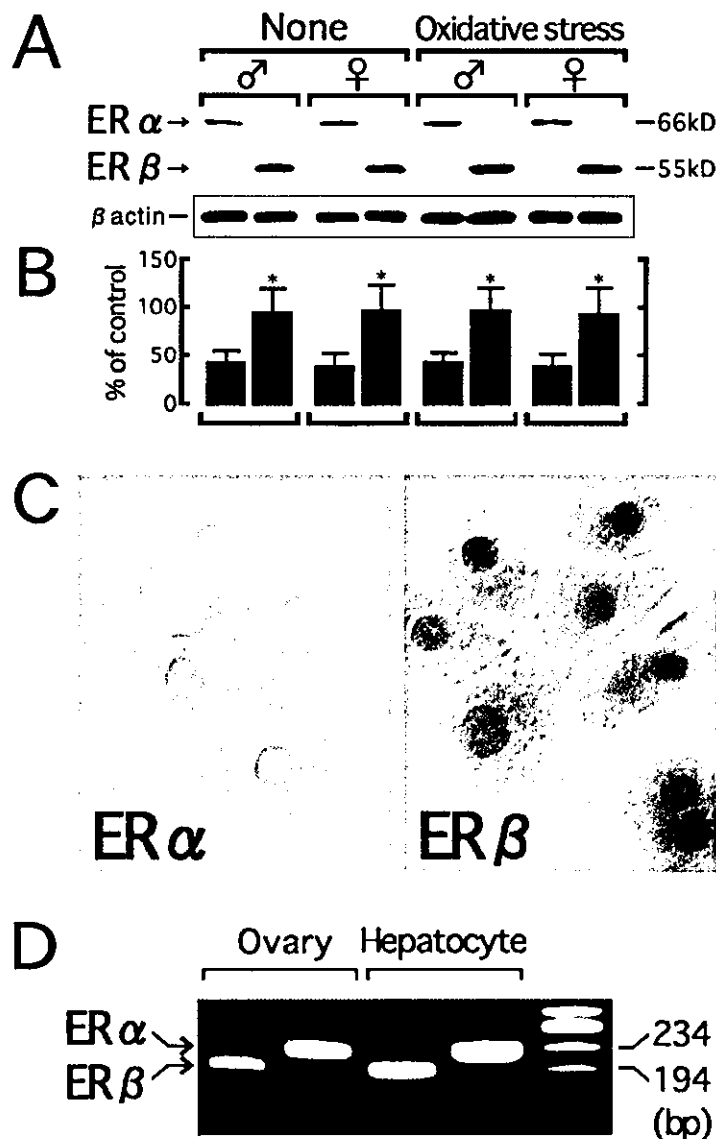 A
None Oxidative stress
♂ ♀ ♂ ♀
ER α → — 66kD
ER β → — 55kD
β actin —
B
% of control
150
100
50
0
* * * *
C
ER α ER β
D
Ovary Hepatocyte
ER α 234
ER β 194
(bp)